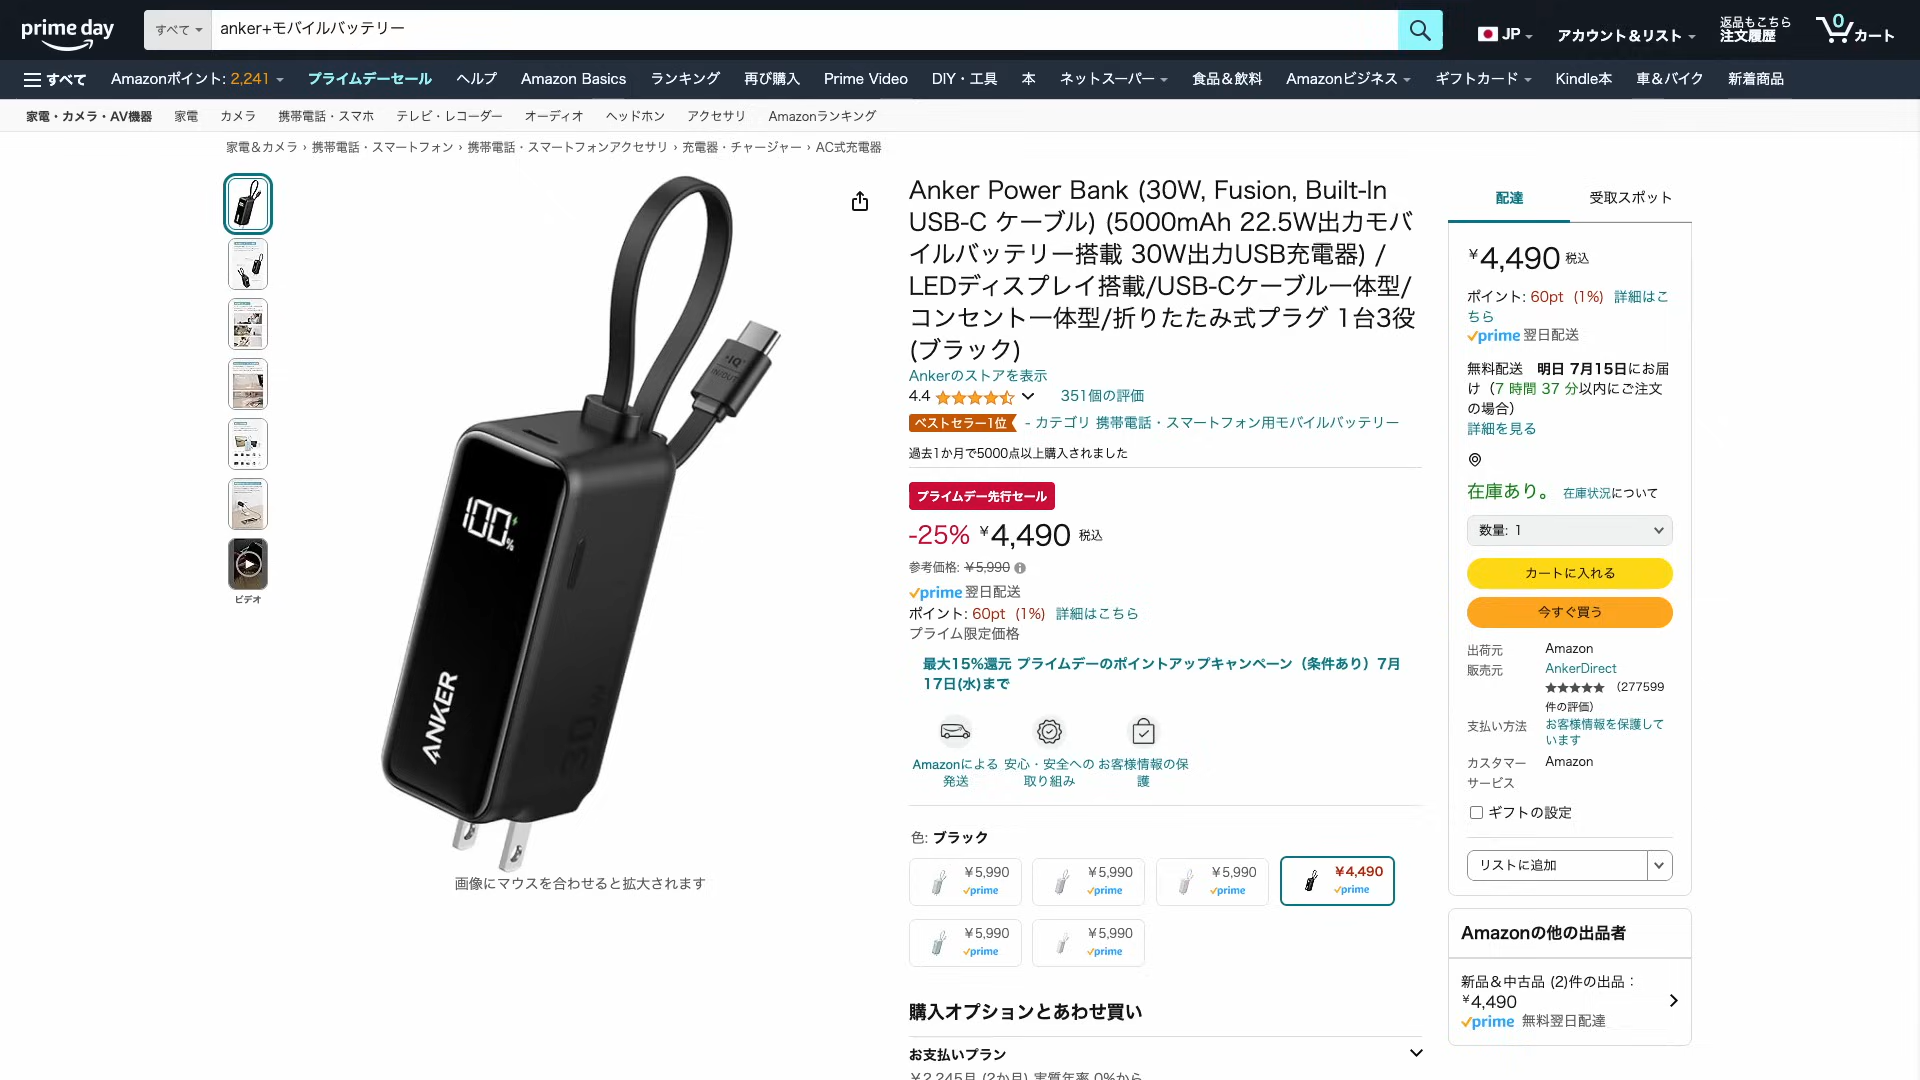 prime day
すべて
anker+モバイルバッテリー
JP
アカウント＆リスト
返品もこちら
注文履歴
0
カート
すべて
Amazonポイント: 2,241
プライムデーセール
ヘルプ
Amazon Basics
ランキング
再び購入
Prime Video
DIY・工具
本
ネットスーパー
食品＆飲料
Amazonビジネス
ギフトカード
Kindle本
車＆バイク
新着商品
家電・カメラ・AV機器
家電
カメラ
携帯電話・スマホ
テレビ・レコーダー
オーディオ
ヘッドホン
アクセサリ
Amazonランキング
家電＆カメラ › 携帯電話・スマートフォン › 携帯電話・スマートフォンアクセサリ › 充電器・チャージャー › AC式充電器
ビデオ
IQ
IN/OUT
100%
ANKER
30W
画像にマウスを合わせると拡大されます
Anker Power Bank (30W, Fusion, Built-In
USB-C ケーブル) (5000mAh 22.5W出力モバ
イルバッテリー搭載 30W出力USB充電器) /
LEDディスプレイ搭載/USB-Cケーブル一体型/
コンセント一体型/折りたたみ式プラグ 1台3役
(ブラック)
Ankerのストアを表示
4.4
351個の評価
ベストセラー1位
- カテゴリ 携帯電話・スマートフォン用モバイルバッテリー
過去1か月で5000点以上購入されました
プライムデー先行セール
-25% ￥4,490 税込
参考価格: ￥5,990
prime 翌日配送
ポイント: 60pt (1%) 詳細はこちら
プライム限定価格
最大15%還元 プライムデーのポイントアップキャンペーン（条件あり）7月
17日(水)まで
Amazonによる
発送
安心・安全への
取り組み
お客様情報の保
護
色: ブラック
￥5,990
prime
￥5,990
prime
￥5,990
prime
￥4,490
prime
￥5,990
prime
￥5,990
prime
購入オプションとあわせ買い
お支払いプラン
￥2,245月 (2か月) 実質年率 0%から
配達
受取スポット
￥4,490 税込
ポイント: 60pt (1%) 詳細はこ
ちら
prime 翌日配送
無料配送 明日 7月15日にお届
け（7 時間 37 分以内にご注文
の場合）
詳細を見る
在庫あり。 在庫状況について
数量: 1
カートに入れる
今すぐ買う
出荷元 Amazon
販売元 AnkerDirect
★★★★★ （277599
件の評価）
支払い方法 お客様情報を保護して
います
カスタマー Amazon
サービス
ギフトの設定
リストに追加
Amazonの他の出品者
新品＆中古品 (2)件の出品：
￥4,490
prime 無料翌日配達